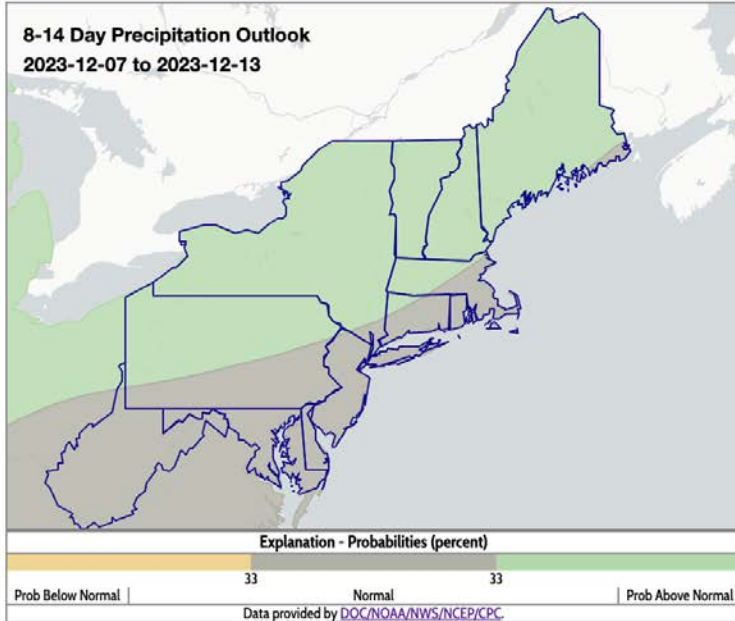 8-14 Day Precipitation Outlook
2023-12-07 to 2023-12-13
Explanation - Probabilities (percent)
33 33
Prob Below Normal Normal Prob Above Normal
Data provided by DOC/NOAA/NWS/NCEP/CPC.